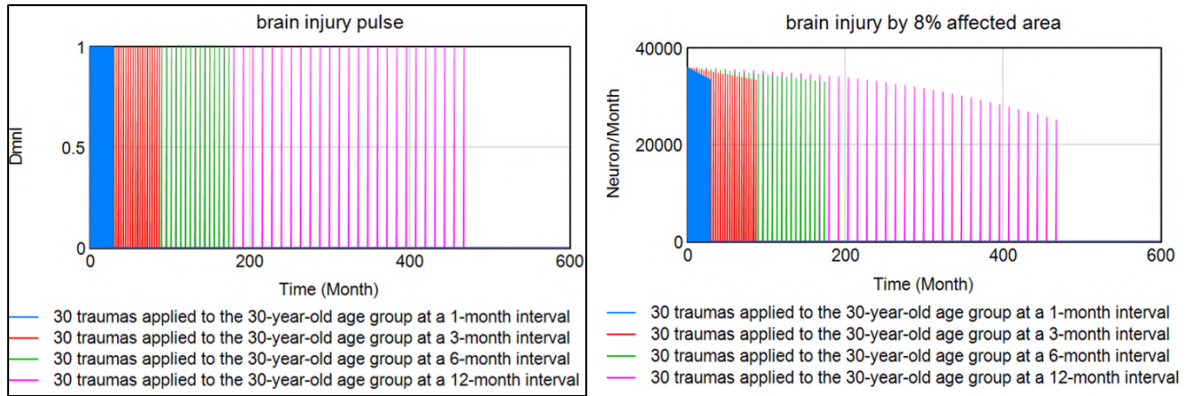 brain injury pulse
1
0.5
0
Dmnl
0
200
400
600
Time (Month)
30 traumas applied to the 30-year-old age group at a 1-month interval
30 traumas applied to the 30-year-old age group at a 3-month interval
30 traumas applied to the 30-year-old age group at a 6-month interval
30 traumas applied to the 30-year-old age group at a 12-month interval
brain injury by 8% affected area
40000
20000
0
Neuron/Month
0
200
400
600
Time (Month)
30 traumas applied to the 30-year-old age group at a 1-month interval
30 traumas applied to the 30-year-old age group at a 3-month interval
30 traumas applied to the 30-year-old age group at a 6-month interval
30 traumas applied to the 30-year-old age group at a 12-month interval